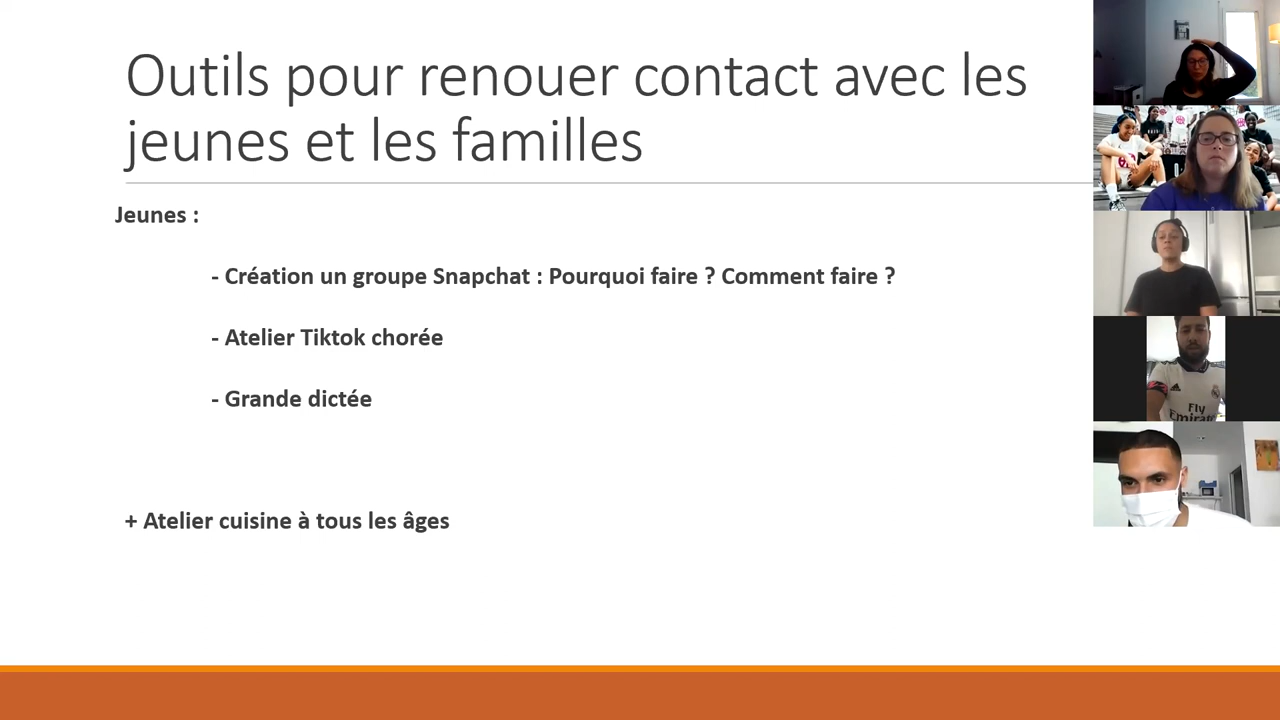 Outils pour renouer contact avec les
jeunes et les familles
Jeunes :
- Création un groupe Snapchat : Pourquoi faire ? Comment faire ?
- Atelier Tiktok chorée
- Grande dictée
+ Atelier cuisine à tous les âges
Fly
Emirates